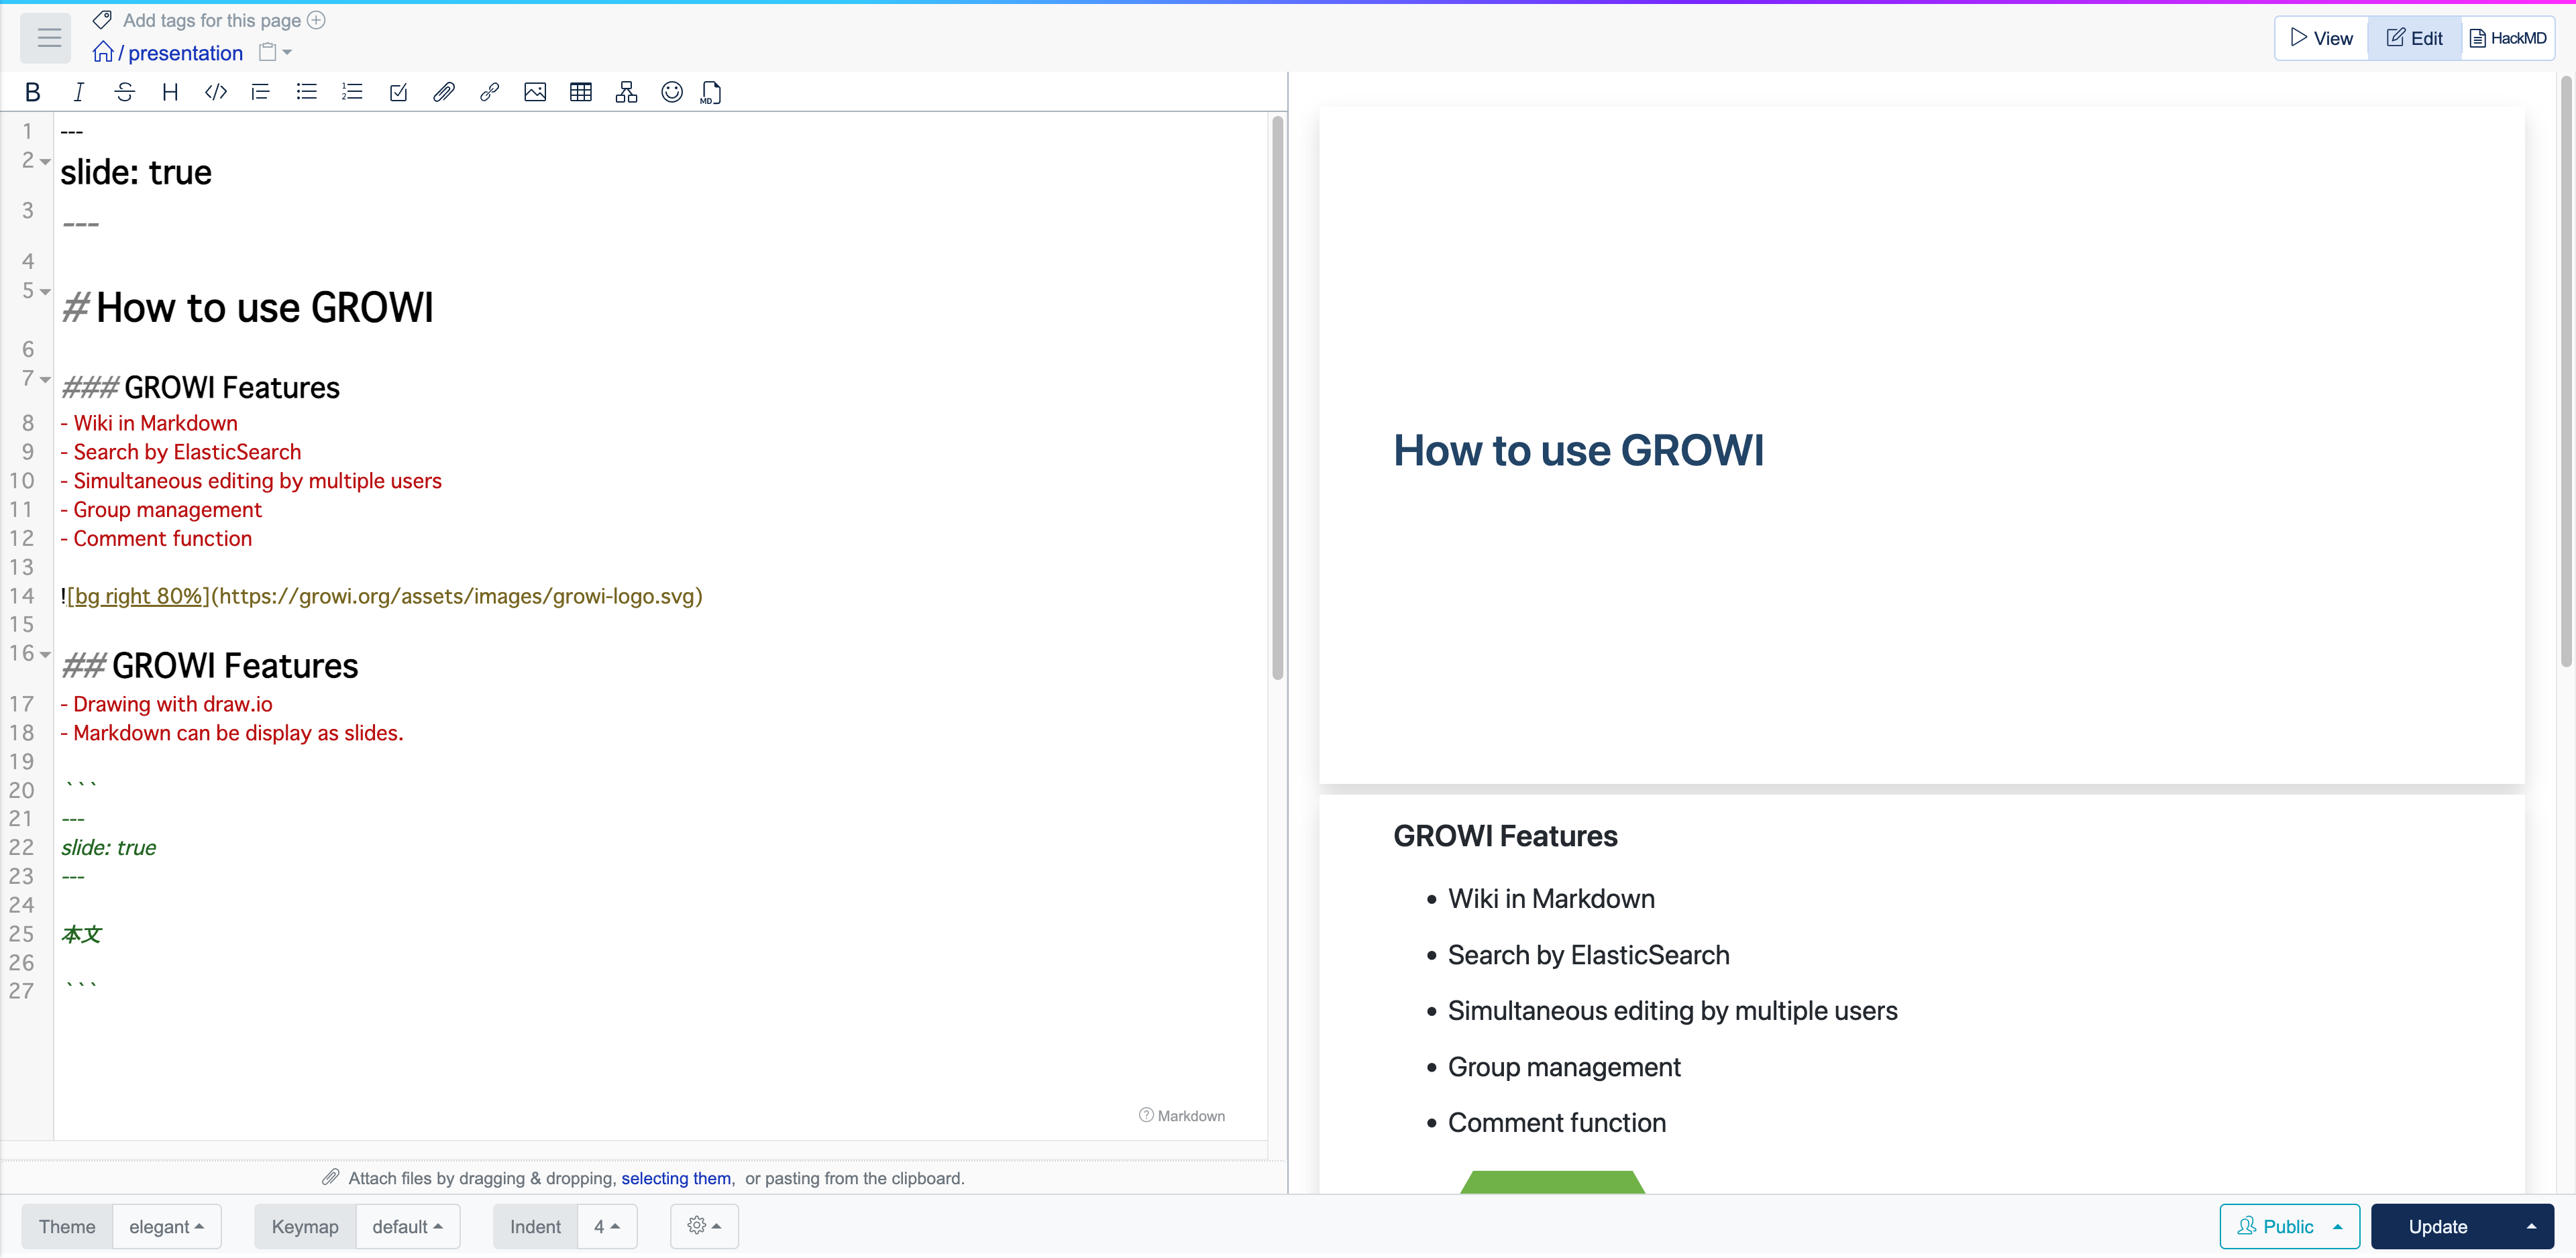 Add tags for this page
/ presentation
View
Edit
HackMD
B I S H </> MD
1 ---
2 slide: true
3 ---
4
5 # How to use GROWI
6
7 ### GROWI Features
8 - Wiki in Markdown
9 - Search by ElasticSearch
10 - Simultaneous editing by multiple users
11 - Group management
12 - Comment function
13
14 ![bg right 80%](https://growi.org/assets/images/growi-logo.svg)
15
16 ## GROWI Features
17 - Drawing with draw.io
18 - Markdown can be display as slides.
19
20 ```
21 ---
22 slide: true
23 ---
24
25 本文
26
27 ```
Markdown
Attach files by dragging & dropping, selecting them, or pasting from the clipboard.
How to use GROWI
GROWI Features
• Wiki in Markdown
• Search by ElasticSearch
• Simultaneous editing by multiple users
• Group management
• Comment function
Theme elegant
Keymap default
Indent 4
Public
Update